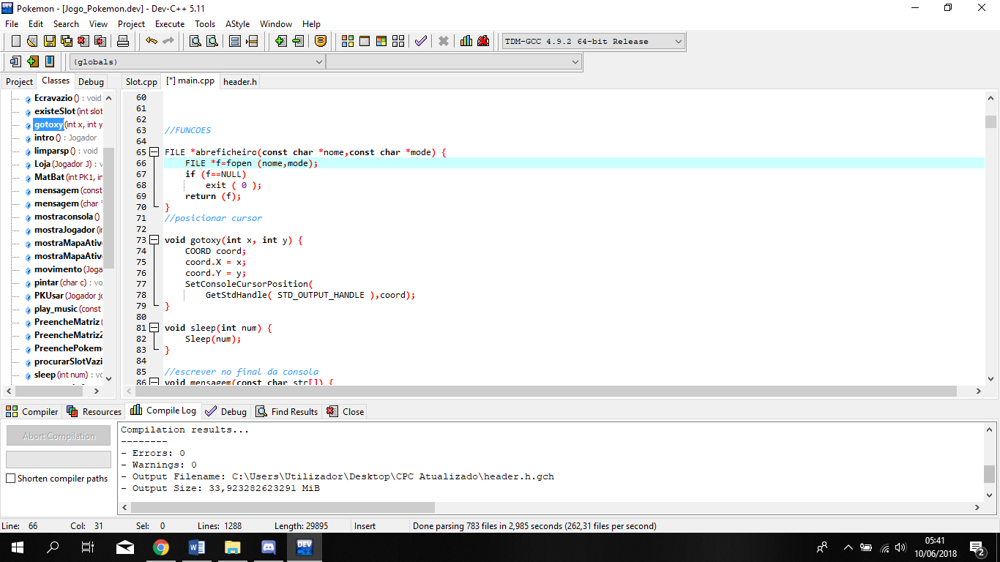 Pokemon - [Jogo_Pokemon.dev] - Dev-C++ 5.11
File Edit Search View Project Execute Tools AStyle Window Help
TDM-GCC 4.9.2 64-bit Release
(globals)
Project Classes Debug
Slot.cpp [*] main.cpp header.h
Ecravazio () : void
existeSlot (int slot
gotoxy (int x, int y
intro () : Jogador
limparsp () : void
Loja (Jogador J) : v
MatBat (int PK1, in
mensagem (const
mensagem (char *
mostraconsola ()
mostraJogador (in
mostraMapaAtiv
mostraMapaAtiv
movimento (Joga
pintar (char c) : vo
PKUsar (Jogador jo
play_music (const
PreencheMatriz (
PreencheMatriz2
PreenchePokem
procurarSlotVazi
sleep (int num) : vo
60
61
62
63 //FUNCOES
64
65 FILE *abreficheiro(const char *nome,const char *mode) {
66 FILE *f=fopen (nome,mode);
67 if (f==NULL)
68 exit ( 0 );
69 return (f);
70 }
71 //posicionar cursor
72
73 void gotoxy(int x, int y) {
74 COORD coord;
75 coord.X = x;
76 coord.Y = y;
77 SetConsoleCursorPosition(
78 GetStdHandle( STD_OUTPUT_HANDLE ),coord);
79 }
80
81 void sleep(int num) {
82 Sleep(num);
83 }
84
85 //escrever no final da consola
86 void mensagem(const char str[]) {
Compiler Resources Compile Log Debug Find Results Close
Abort Compilation
Shorten compiler paths
Compilation results...
--------
- Errors: 0
- Warnings: 0
- Output Filename: C:\Users\Utilizador\Desktop\CPC Atualizado\header.h.gch
- Output Size: 33,923282623291 MiB
Line: 66 Col: 31 Sel: 0 Lines: 1288 Length: 29895 Insert Done parsing 783 files in 2,985 seconds (262,31 files per second)
05:41
10/06/2018
2